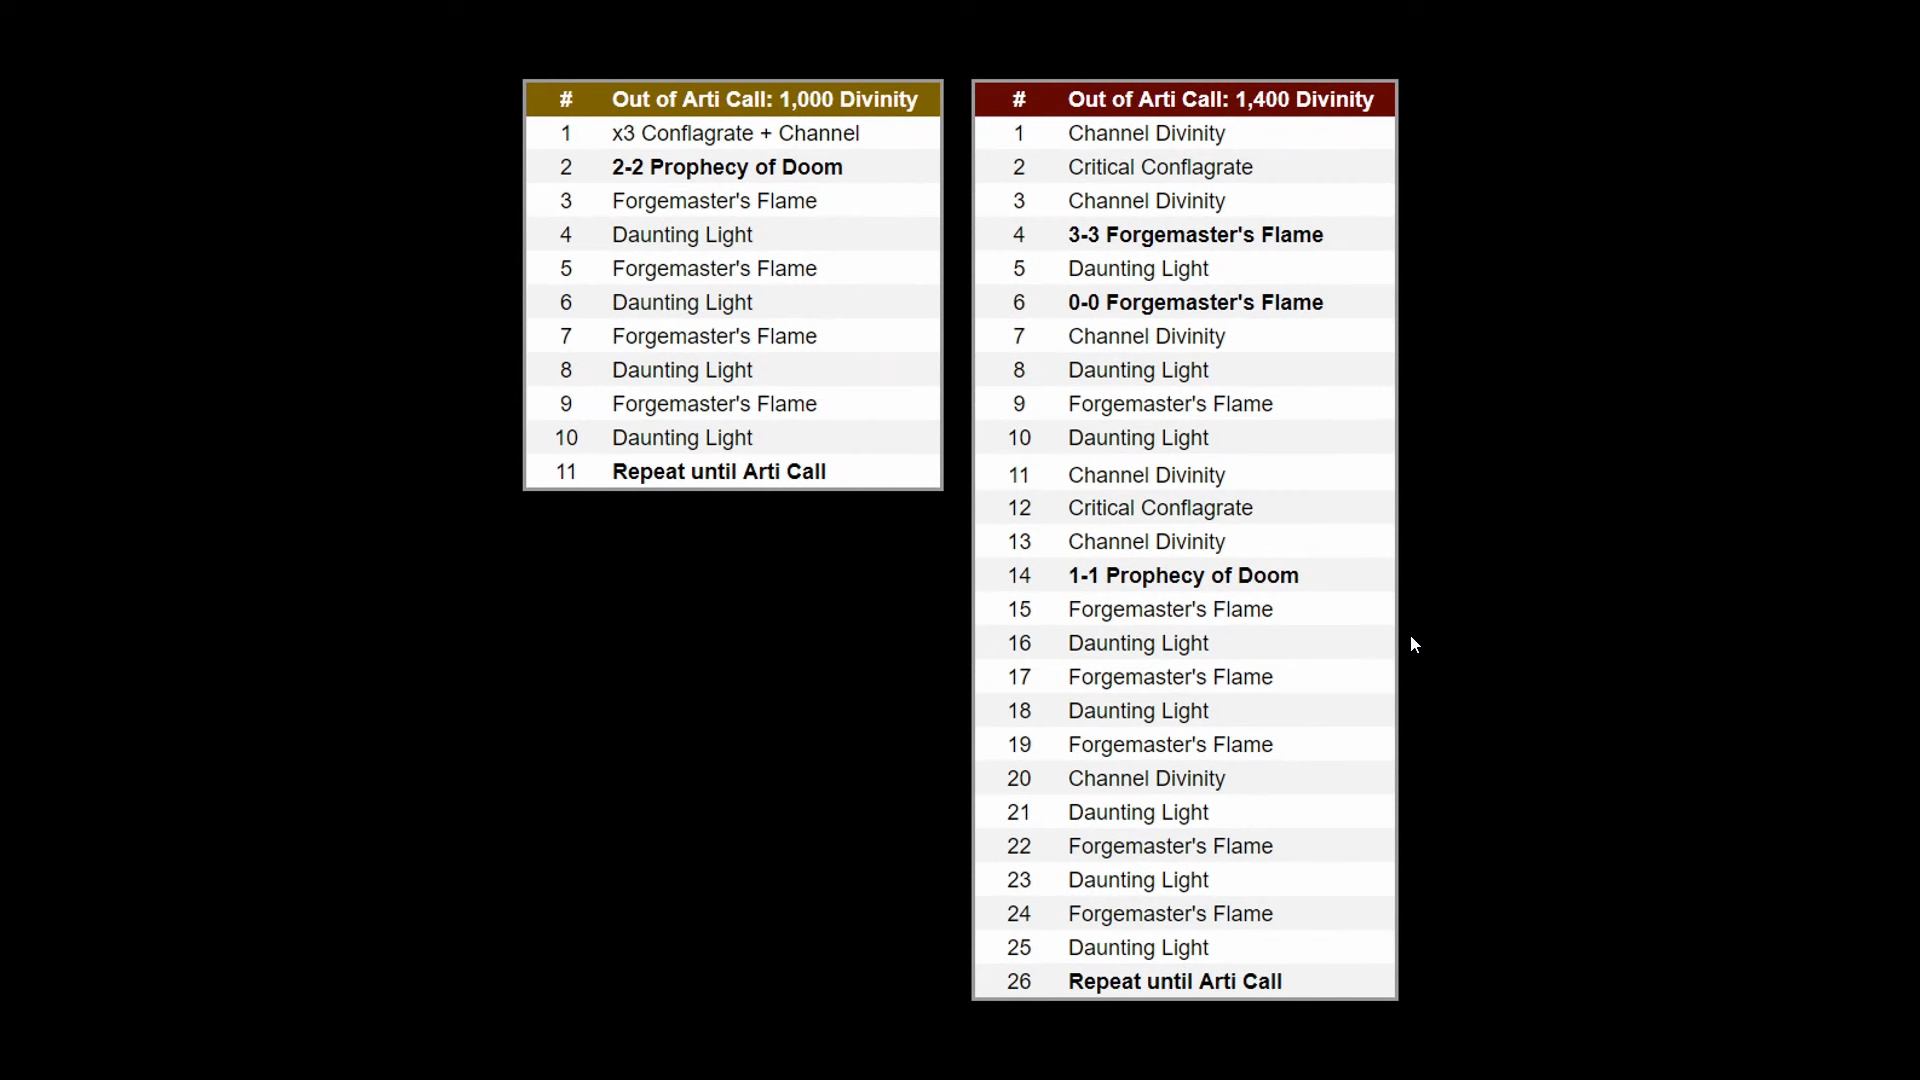 # Out of Arti Call: 1,000 Divinity
1 x3 Conflagrate + Channel
2 2-2 Prophecy of Doom
3 Forgemaster's Flame
4 Daunting Light
5 Forgemaster's Flame
6 Daunting Light
7 Forgemaster's Flame
8 Daunting Light
9 Forgemaster's Flame
10 Daunting Light
11 Repeat until Arti Call
# Out of Arti Call: 1,400 Divinity
1 Channel Divinity
2 Critical Conflagrate
3 Channel Divinity
4 3-3 Forgemaster's Flame
5 Daunting Light
6 0-0 Forgemaster's Flame
7 Channel Divinity
8 Daunting Light
9 Forgemaster's Flame
10 Daunting Light
11 Channel Divinity
12 Critical Conflagrate
13 Channel Divinity
14 1-1 Prophecy of Doom
15 Forgemaster's Flame
16 Daunting Light
17 Forgemaster's Flame
18 Daunting Light
19 Forgemaster's Flame
20 Channel Divinity
21 Daunting Light
22 Forgemaster's Flame
23 Daunting Light
24 Forgemaster's Flame
25 Daunting Light
26 Repeat until Arti Call